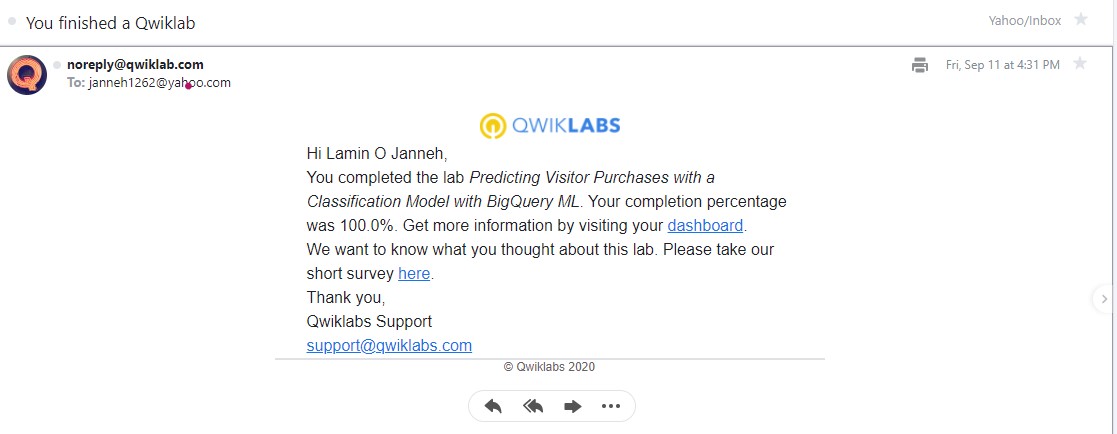 You finished a Qwiklab
Yahoo/Inbox
noreply@qwiklab.com
Fri, Sep 11 at 4:31 PM
To: janneh1262@yahoo.com
QWIKLABS
Hi Lamin O Janneh,
You completed the lab Predicting Visitor Purchases with a
Classification Model with BigQuery ML. Your completion percentage
was 100.0%. Get more information by visiting your dashboard.
We want to know what you thought about this lab. Please take our
short survey here.
Thank you,
Qwiklabs Support
support@qwiklabs.com
© Qwiklabs 2020